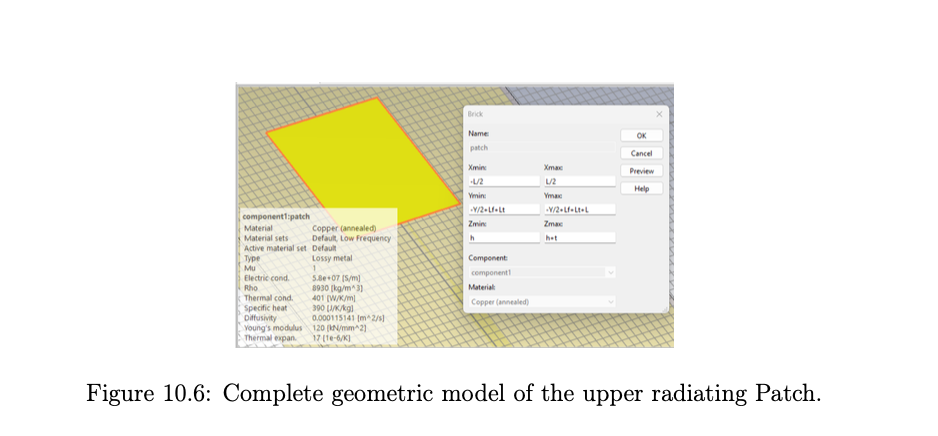 Brick
Name:
patch
Xmin:
Xmax:
-L/2
L/2
Ymin:
Ymax:
-Y/2+Lf+Lt
-Y/2+Lf+Lt+L
Zmin:
Zmax:
h
h+t
Component:
component1
Material:
Copper (annealed)
OK
Cancel
Preview
Help
component1:patch
Material Copper (annealed)
Material sets Default, Low Frequency
Active material set Default
Type Lossy metal
Mu 1
Electric cond. 5.8e+07 [S/m]
Rho 8930 [kg/m^3]
Thermal cond. 401 [W/K/m]
Specific heat 390 [J/K/kg]
Diffusivity 0.000115141 [m^2/s]
Young's modulus 120 [kN/mm^2]
Thermal expan. 17 [1e-6/K]
Figure 10.6: Complete geometric model of the upper radiating Patch.